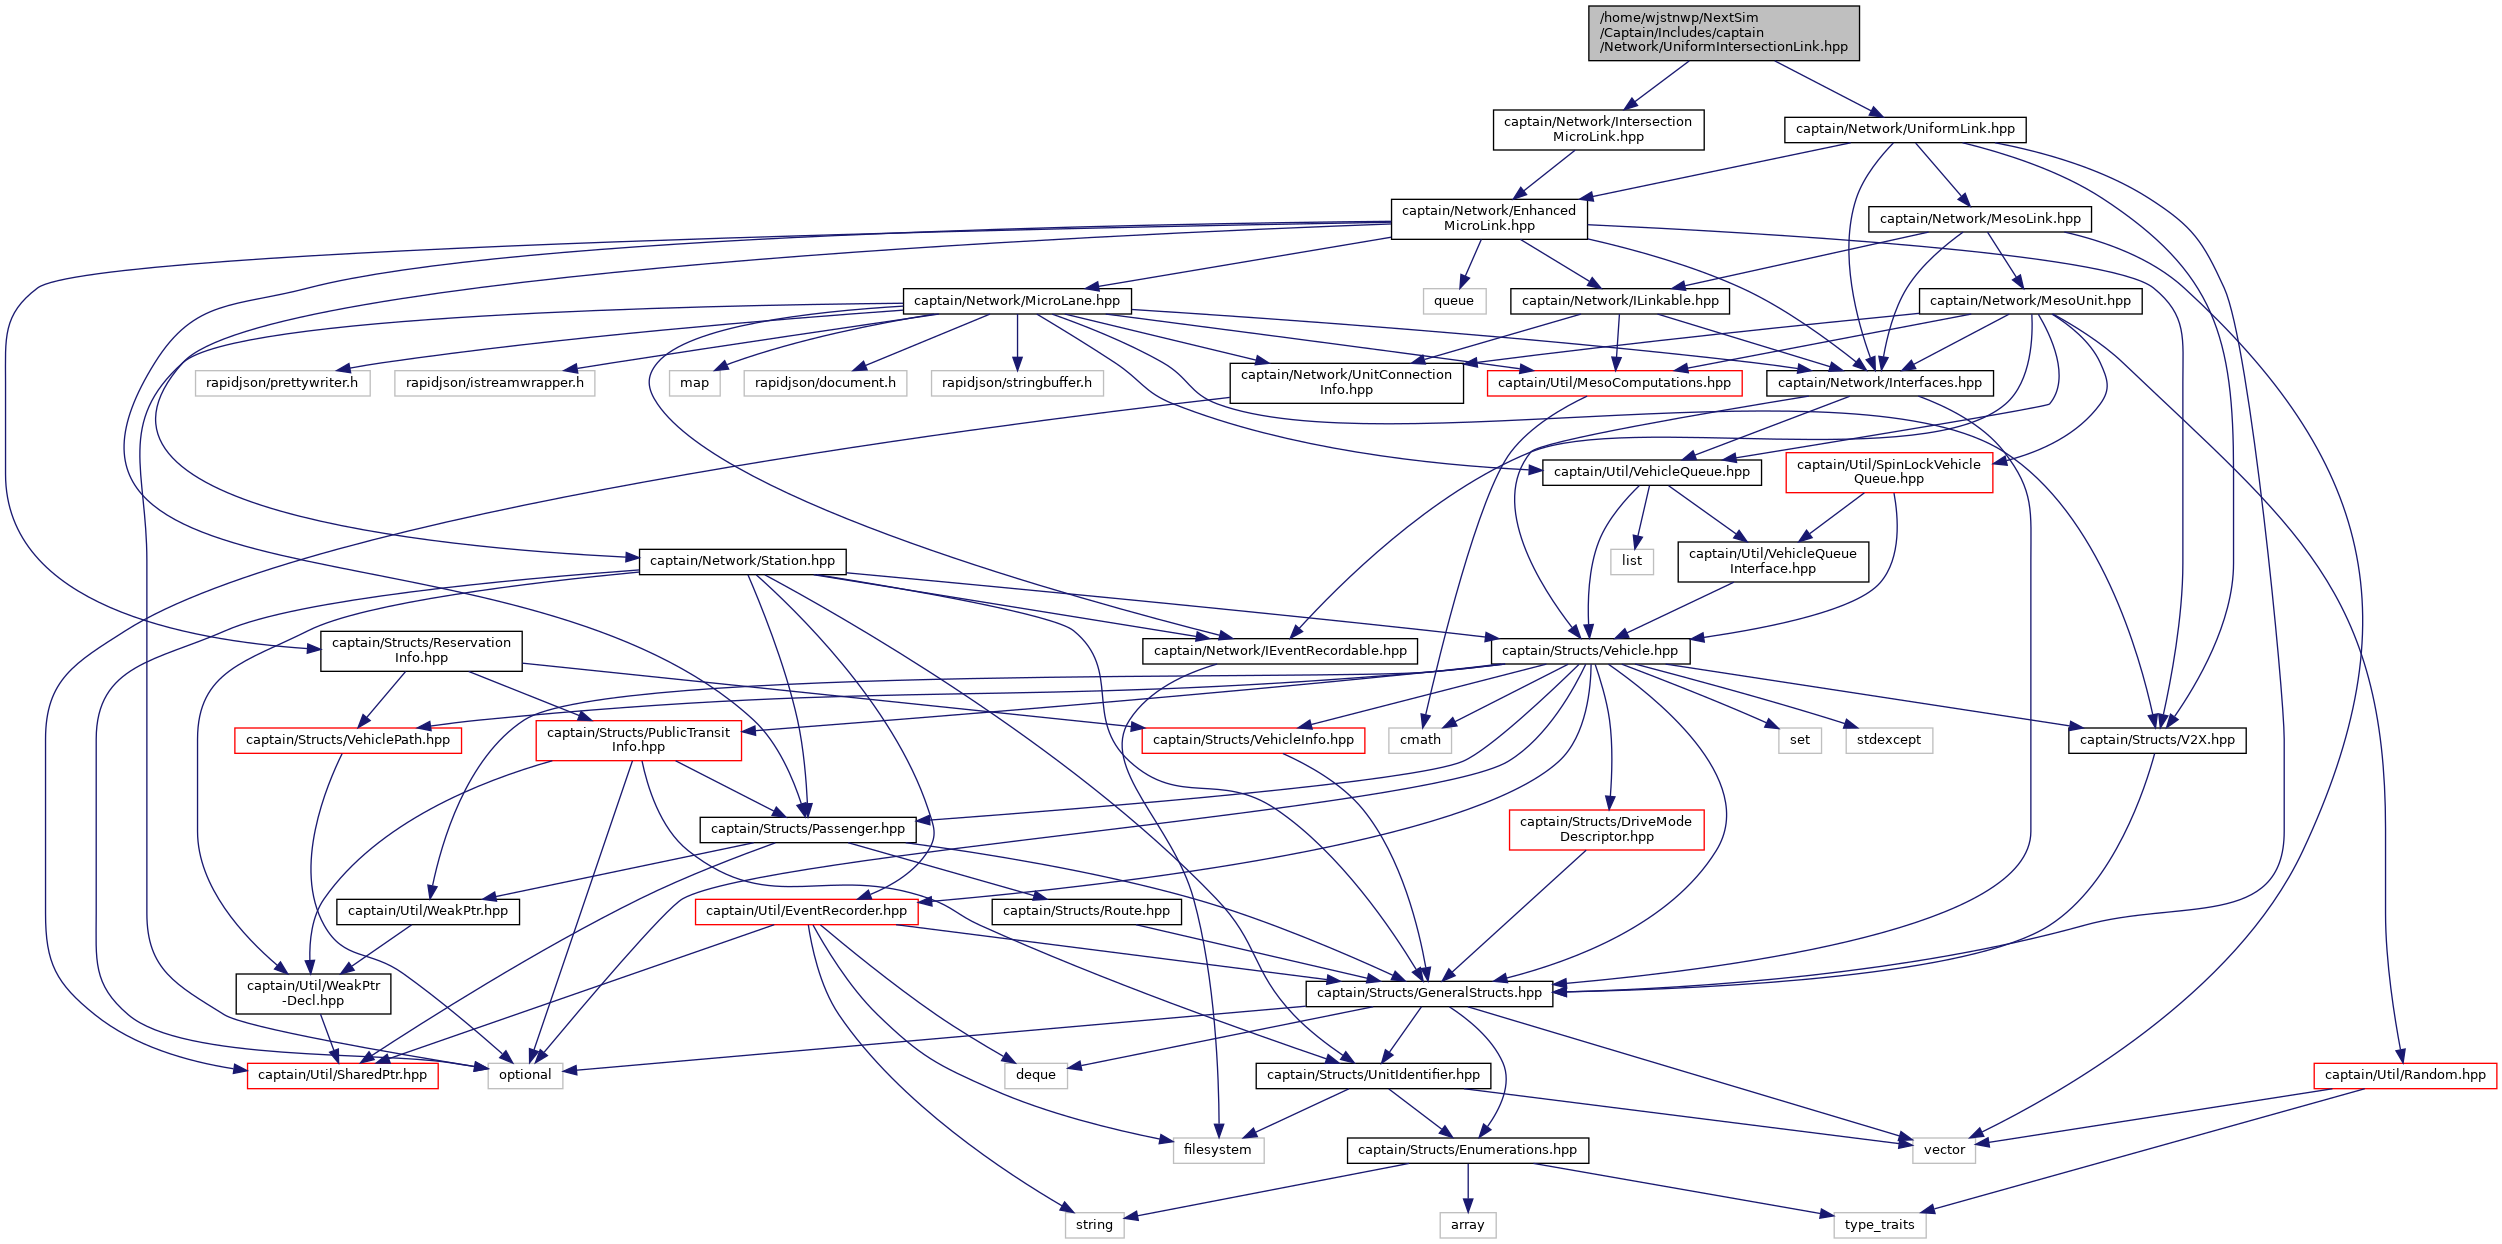 /home/wjstnwp/NextSim
/Captain/Includes/captain
/Network/UniformIntersectionLink.hpp
captain/Network/Intersection
MicroLink.hpp
captain/Network/UniformLink.hpp
captain/Network/Enhanced
MicroLink.hpp
captain/Network/MesoLink.hpp
captain/Network/MicroLane.hpp
queue
captain/Network/ILinkable.hpp
captain/Network/MesoUnit.hpp
rapidjson/prettywriter.h
rapidjson/istreamwrapper.h
map
rapidjson/document.h
rapidjson/stringbuffer.h
captain/Network/UnitConnection
Info.hpp
captain/Util/MesoComputations.hpp
captain/Network/Interfaces.hpp
captain/Util/VehicleQueue.hpp
captain/Util/SpinLockVehicle
Queue.hpp
captain/Network/Station.hpp
list
captain/Util/VehicleQueue
Interface.hpp
captain/Structs/Reservation
Info.hpp
captain/Network/IEventRecordable.hpp
captain/Structs/Vehicle.hpp
captain/Structs/VehiclePath.hpp
captain/Structs/PublicTransit
Info.hpp
captain/Structs/VehicleInfo.hpp
cmath
set
stdexcept
captain/Structs/V2X.hpp
captain/Structs/Passenger.hpp
captain/Structs/DriveMode
Descriptor.hpp
captain/Util/WeakPtr.hpp
captain/Util/EventRecorder.hpp
captain/Structs/Route.hpp
captain/Util/WeakPtr
-Decl.hpp
captain/Structs/GeneralStructs.hpp
captain/Util/SharedPtr.hpp
optional
deque
captain/Structs/UnitIdentifier.hpp
captain/Util/Random.hpp
filesystem
captain/Structs/Enumerations.hpp
vector
string
array
type_traits